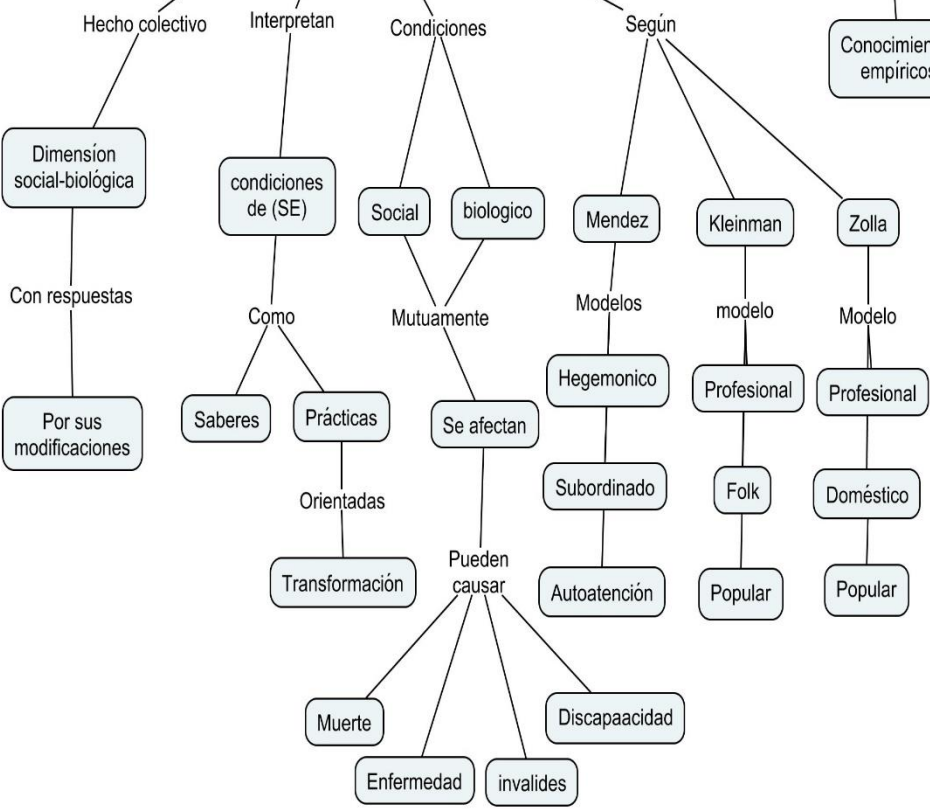 Hecho colectivo
Interpretan
Condiciones
Según
Conocimien
empíricos
Dimensíon
social-biológica
condiciones
de (SE)
Social
biologico
Mendez
Kleinman
Zolla
Con respuestas
Como
Mutuamente
Modelos
modelo
Modelo
Por sus
modificaciones
Saberes
Prácticas
Se afectan
Hegemonico
Profesional
Profesional
Orientadas
Subordinado
Folk
Doméstico
Transformación
Pueden
causar
Autoatención
Popular
Popular
Muerte
Enfermedad
invalides
Discapaacidad